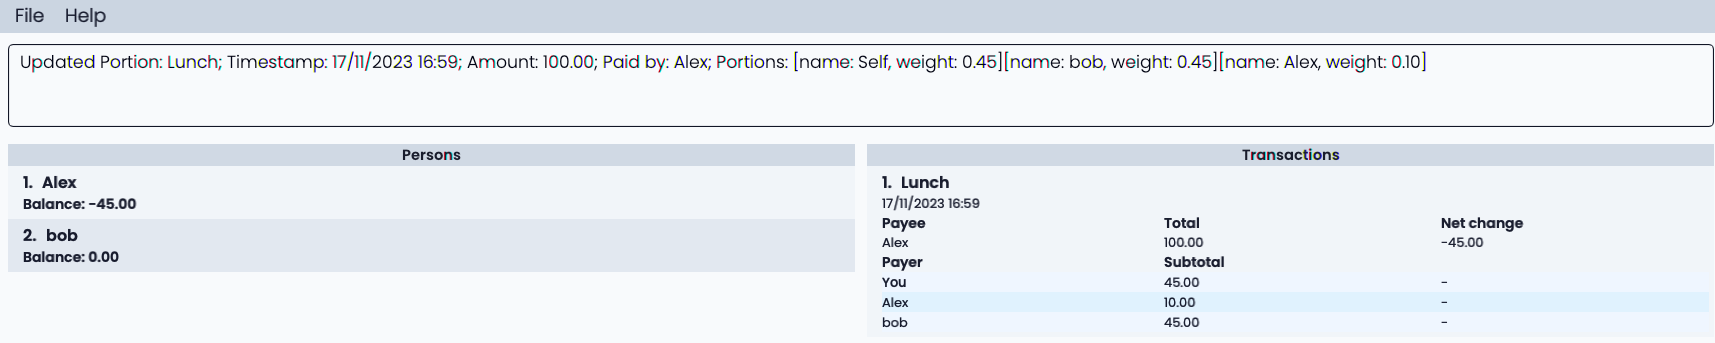 File Help
Updated Portion: Lunch; Timestamp: 17/11/2023 16:59; Amount: 100.00; Paid by: Alex; Portions: [name: Self, weight: 0.45][name: bob, weight: 0.45][name: Alex, weight: 0.10]
Persons
1. Alex
Balance: -45.00
2. bob
Balance: 0.00
Transactions
1. Lunch
17/11/2023 16:59
Payee Total Net change
Alex 100.00 -45.00
Payer Subtotal
You 45.00 -
Alex 10.00 -
bob 45.00 -